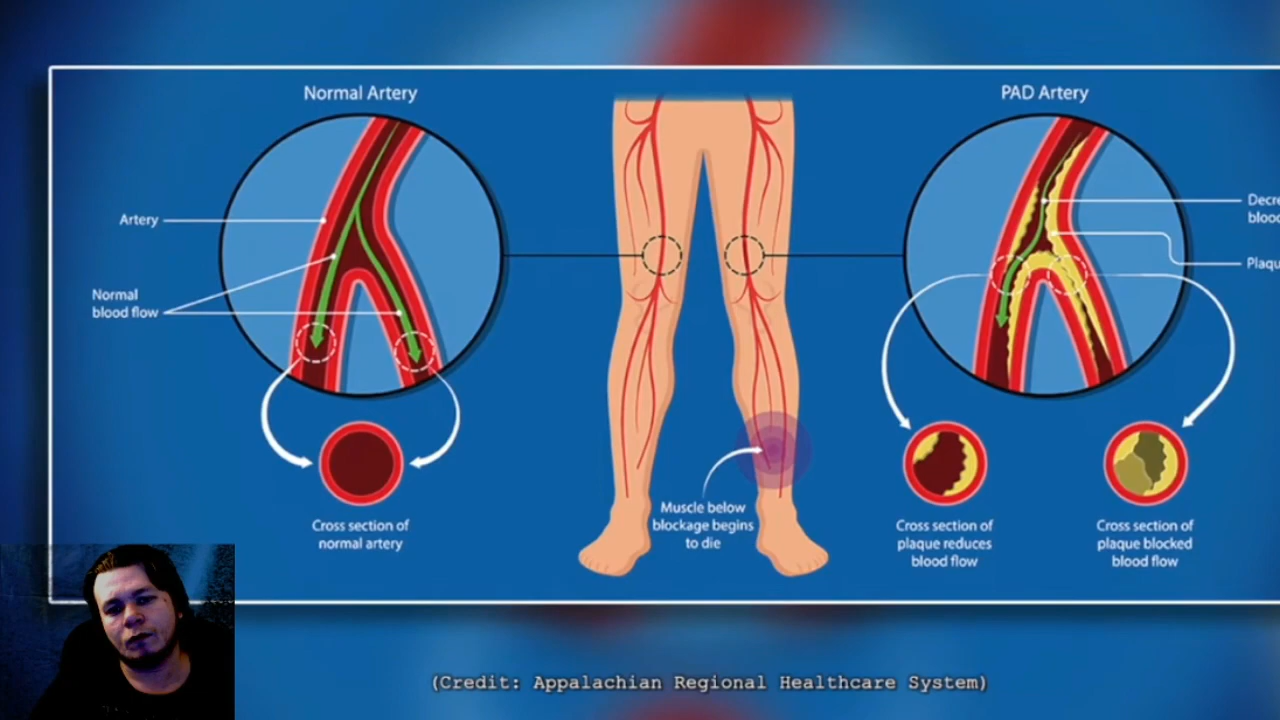 Normal Artery
PAD Artery
Artery
Normal
blood flow
Plaqu
Cross section of
normal artery
Muscle below
blockage begins
to die
Cross section of
plaque reduces
blood flow
Cross section of
plaque blocked
blood flow
(Credit: Appalachian Regional Healthcare System)